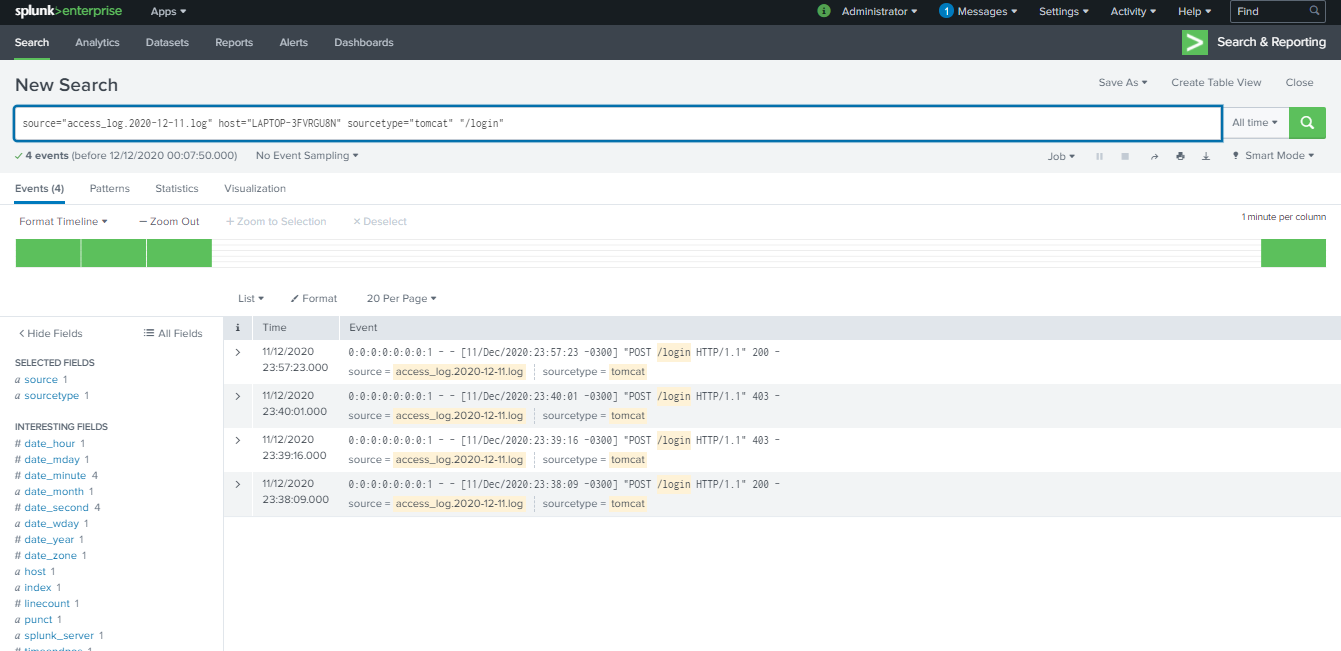 splunk>enterprise Apps Administrator 1 Messages Settings Activity Help Find
Search Analytics Datasets Reports Alerts Dashboards Search & Reporting
New Search Save As Create Table View Close
source="access_log.2020-12-11.log" host="LAPTOP-3FVRGU8N" sourcetype="tomcat" "/login" All time
4 events (before 12/12/2020 00:07:50.000) No Event Sampling Job Smart Mode
Events (4) Patterns Statistics Visualization
Format Timeline — Zoom Out + Zoom to Selection × Deselect 1 minute per column
List Format 20 Per Page
Hide Fields All Fields
i Time Event
SELECTED FIELDS
a source 1
a sourcetype 1
INTERESTING FIELDS
# date_hour 1
# date_mday 1
# date_minute 4
a date_month 1
# date_second 4
a date_wday 1
# date_year 1
# date_zone 1
a host 1
a index 1
# linecount 1
a punct 1
a splunk_server 1
# timeendpos 1
11/12/2020 0:0:0:0:0:0:0:1 - - [11/Dec/2020:23:57:23 -0300] "POST /login HTTP/1.1" 200 -
23:57:23.000 source = access_log.2020-12-11.log sourcetype = tomcat
11/12/2020 0:0:0:0:0:0:0:1 - - [11/Dec/2020:23:40:01 -0300] "POST /login HTTP/1.1" 403 -
23:40:01.000 source = access_log.2020-12-11.log sourcetype = tomcat
11/12/2020 0:0:0:0:0:0:0:1 - - [11/Dec/2020:23:39:16 -0300] "POST /login HTTP/1.1" 403 -
23:39:16.000 source = access_log.2020-12-11.log sourcetype = tomcat
11/12/2020 0:0:0:0:0:0:0:1 - - [11/Dec/2020:23:38:09 -0300] "POST /login HTTP/1.1" 200 -
23:38:09.000 source = access_log.2020-12-11.log sourcetype = tomcat